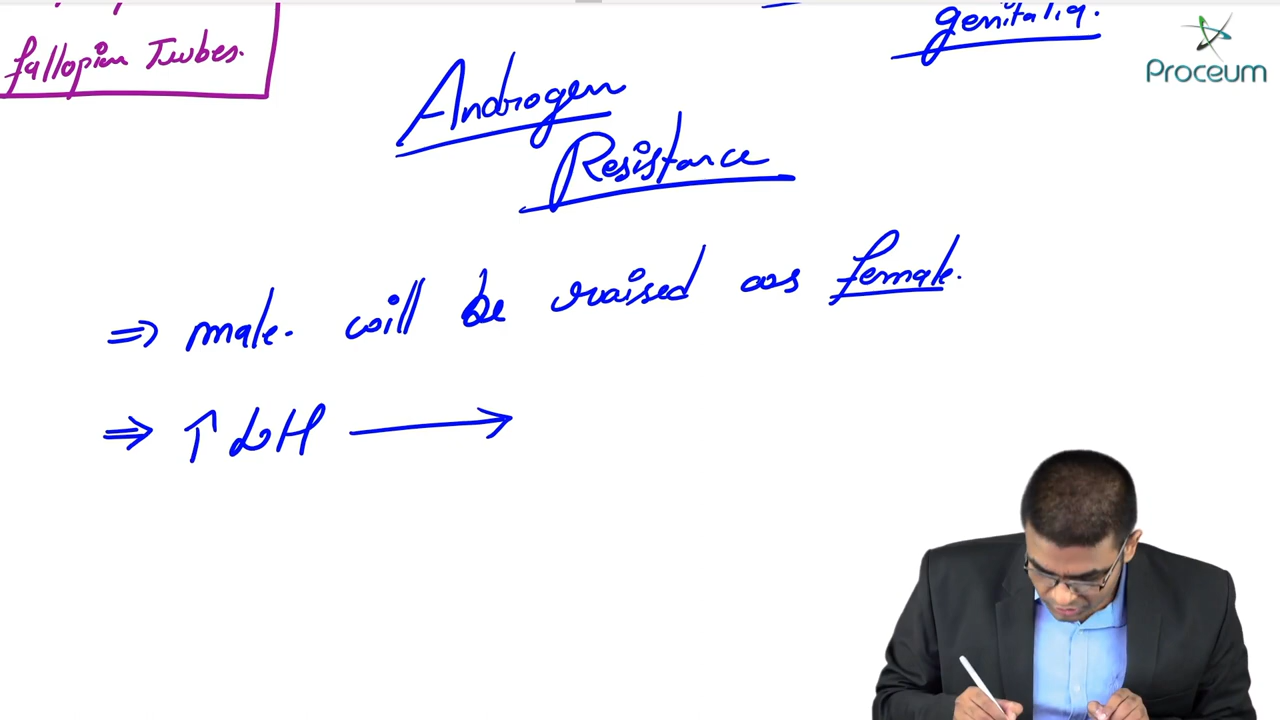 genitalia.
Proceum
fallopian Tubes.
Androgen
Resistance
⇒ male. will be raised as female.
⇒ ↑ LH ⟶